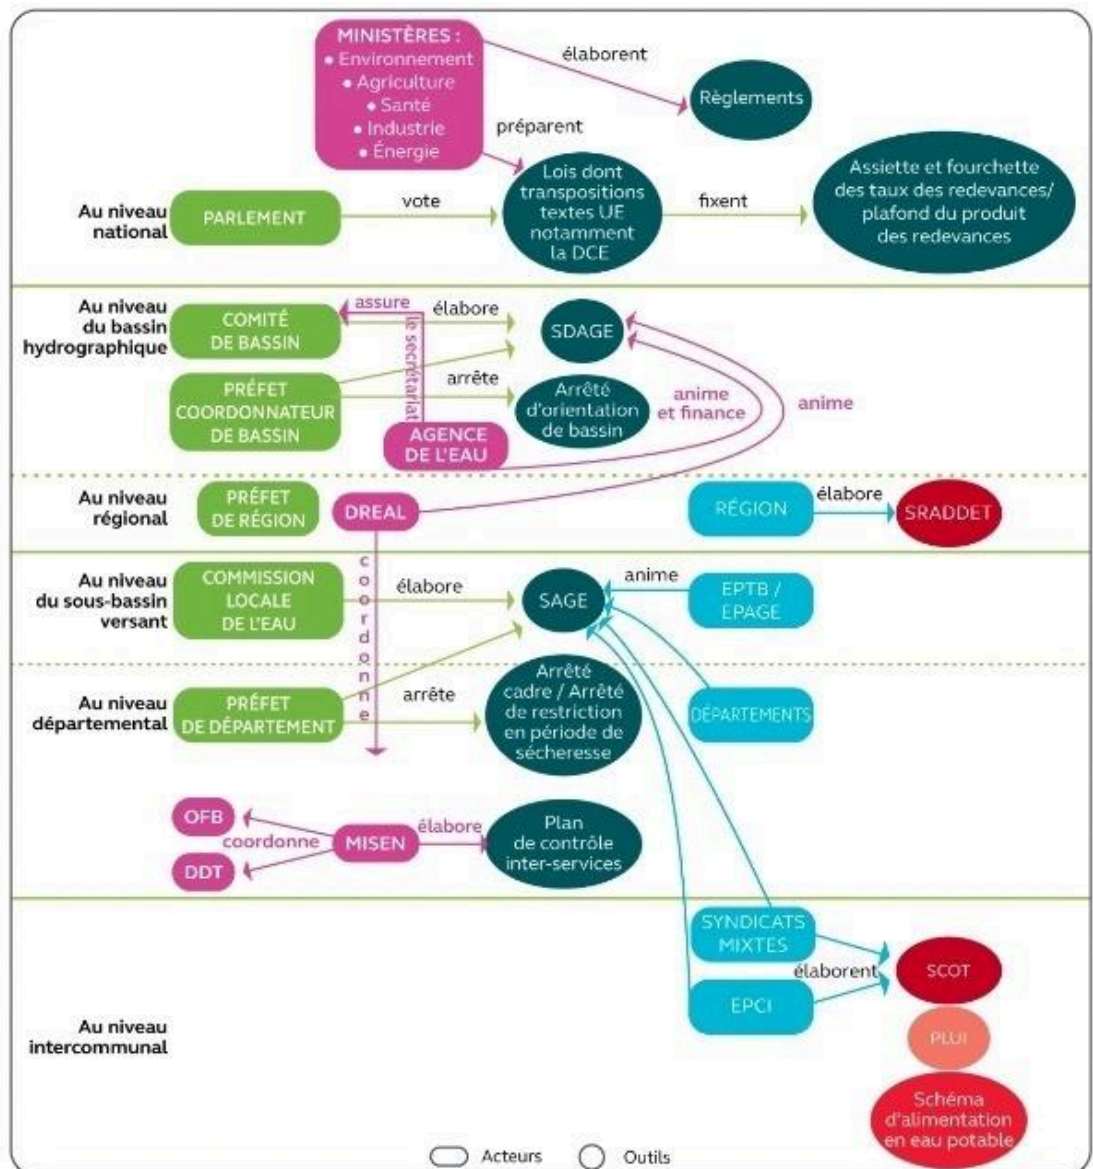 MINISTÈRES :
• Environnement
• Agriculture
• Santé
• Industrie
• Énergie
élaborent
Règlements
préparent
Au niveau
national
PARLEMENT
vote
Lois dont
transpositions
textes UE
notamment
la DCE
fixent
Assiette et fourchette
des taux des redevances/
plafond du produit
des redevances
Au niveau
du bassin
hydrographique
COMITÉ
DE BASSIN
assure
le secrétariat
élabore
SDAGE
PRÉFET
COORDONNATEUR
DE BASSIN
arrête
Arrêté
d'orientation
de bassin
anime
et finance
anime
AGENCE
DE L'EAU
Au niveau
régional
PRÉFET
DE RÉGION
DREAL
RÉGION
élabore
SRADDET
Au niveau
du sous-bassin
versant
COMMISSION
LOCALE
DE L'EAU
coordonne
élabore
SAGE
anime
EPTB /
EPAGE
Au niveau
départemental
PRÉFET
DE DÉPARTEMENT
arrête
Arrêté
cadre / Arrêté
de restriction
en période de
sécheresse
DÉPARTEMENTS
OFB
coordonne
DDT
MISEN
élabore
Plan
de contrôle
inter-services
Au niveau
intercommunal
SYNDICATS
MIXTES
élaborent
EPCI
SCOT
PLUI
Schéma
d'alimentation
en eau potable
Acteurs
Outils